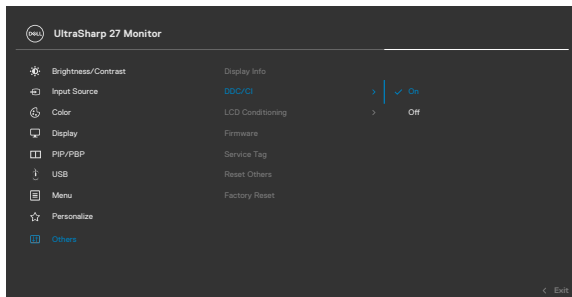 DELL UltraSharp 27 Monitor
Brightness/Contrast
Input Source
Color
Display
PIP/PBP
USB
Menu
Personalize
Others
Display Info
DDC/CI
LCD Conditioning
Firmware
Service Tag
Reset Others
Factory Reset
On
Off
Exit